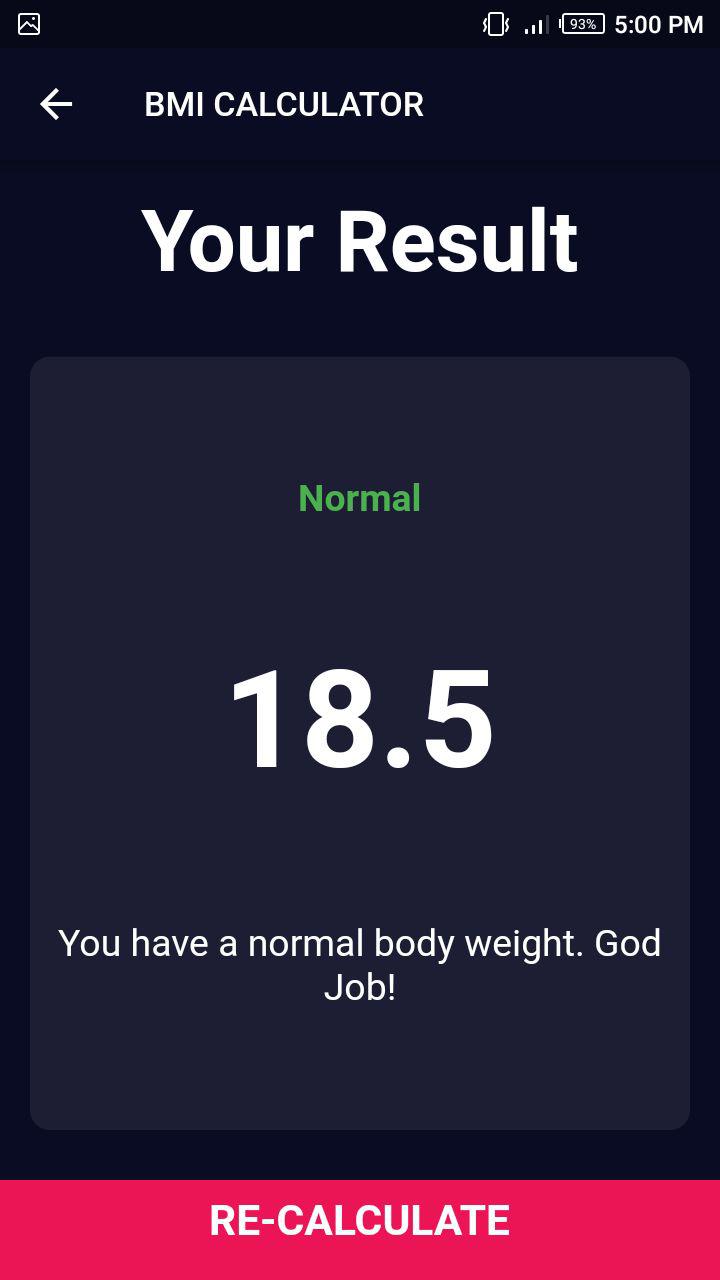 93% 5:00 PM
BMI CALCULATOR
Your Result
Normal
18.5
You have a normal body weight. God
Job!
RE-CALCULATE